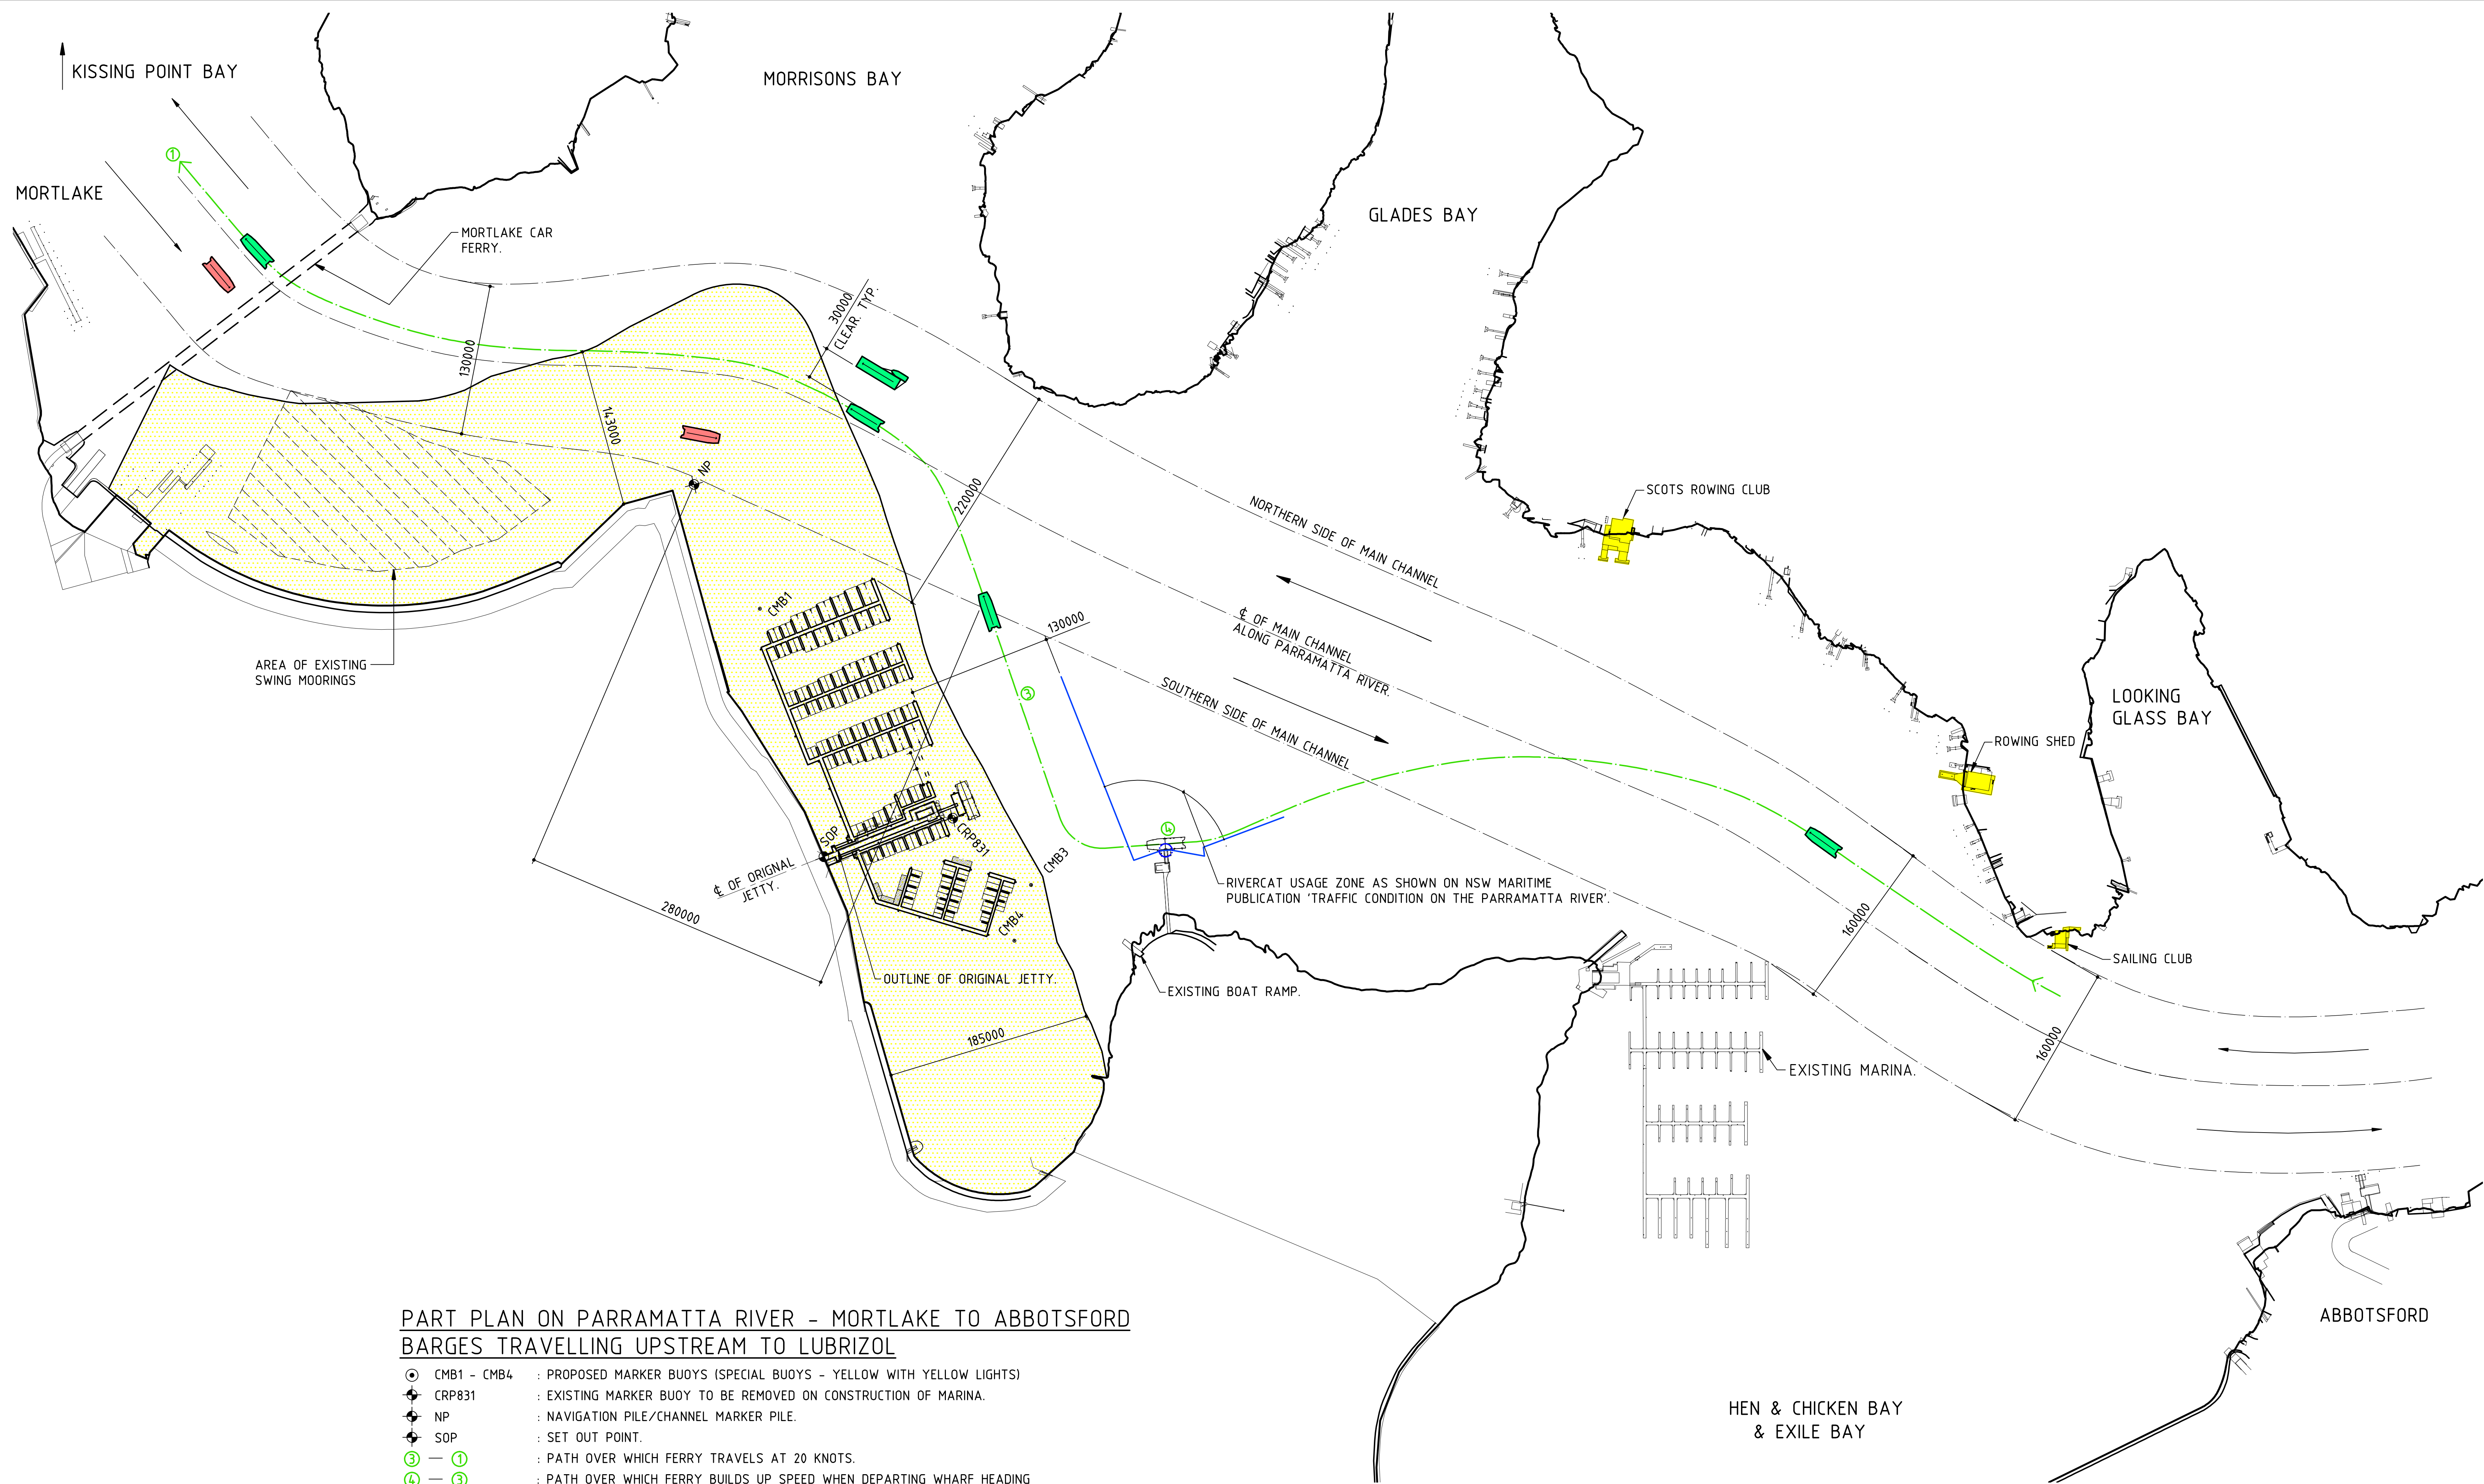 KISSING POINT BAY
MORRISONS BAY
MORTLAKE
1
MORTLAKE CAR
FERRY.
GLADES BAY
30000
CLEAR. TYP.
130000
143000
NP
220000
SCOTS ROWING CLUB
NORTHERN SIDE OF MAIN CHANNEL
CMB1
130000
℄ OF MAIN CHANNEL
ALONG PARRAMATTA RIVER.
AREA OF EXISTING
SWING MOORINGS
3
SOUTHERN SIDE OF MAIN CHANNEL
LOOKING
GLASS BAY
ROWING SHED
SOP
CRP831
4
CMB3
℄ OF ORIGNAL
JETTY.
RIVERCAT USAGE ZONE AS SHOWN ON NSW MARITIME
PUBLICATION 'TRAFFIC CONDITION ON THE PARRAMATTA RIVER'.
280000
CMB4
160000
OUTLINE OF ORIGINAL JETTY.
EXISTING BOAT RAMP.
SAILING CLUB
185000
160000
EXISTING MARINA.
ABBOTSFORD
HEN & CHICKEN BAY
& EXILE BAY
PART PLAN ON PARRAMATTA RIVER - MORTLAKE TO ABBOTSFORD
BARGES TRAVELLING UPSTREAM TO LUBRIZOL
CMB1 - CMB4 : PROPOSED MARKER BUOYS (SPECIAL BUOYS - YELLOW WITH YELLOW LIGHTS)
CRP831 : EXISTING MARKER BUOY TO BE REMOVED ON CONSTRUCTION OF MARINA.
NP : NAVIGATION PILE/CHANNEL MARKER PILE.
SOP : SET OUT POINT.
3 — 1 : PATH OVER WHICH FERRY TRAVELS AT 20 KNOTS.
4 — 3 : PATH OVER WHICH FERRY BUILDS UP SPEED WHEN DEPARTING WHARF HEADING